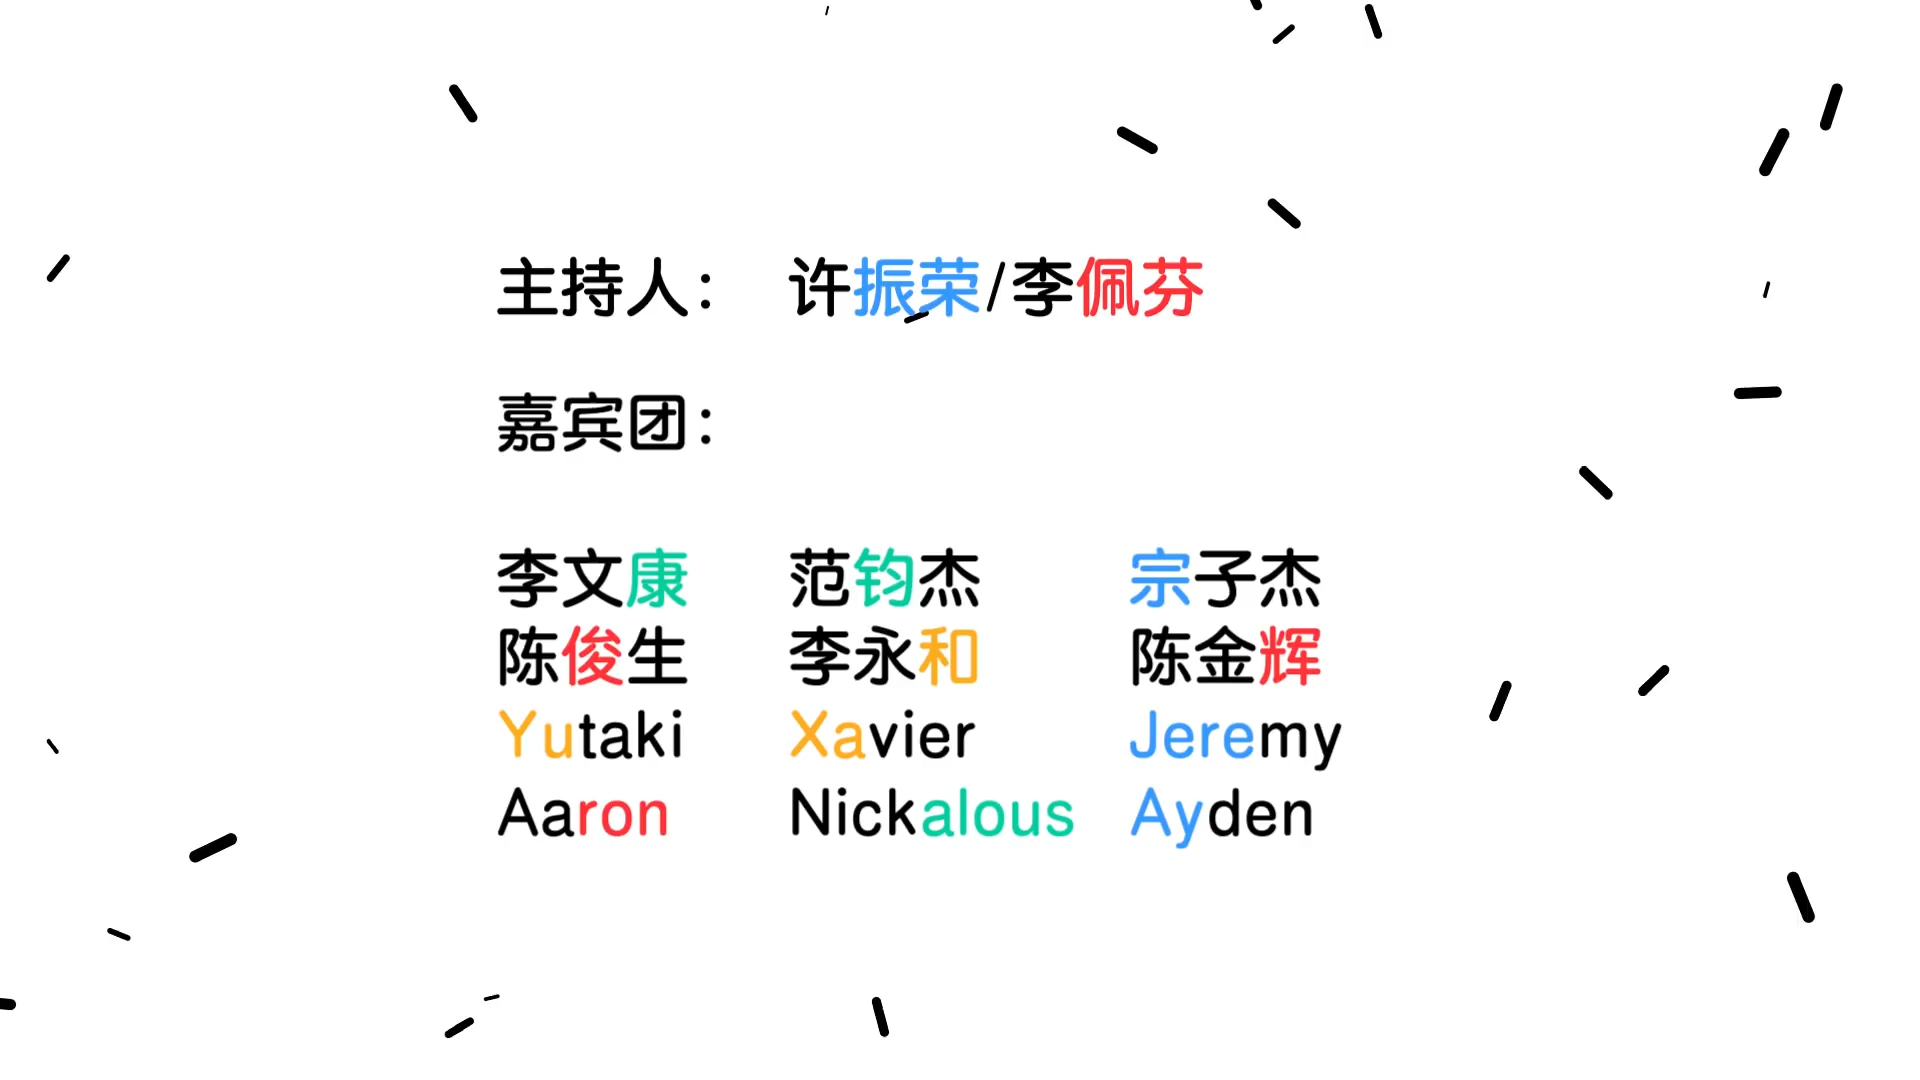 主持人： 许振荣/李佩芬
嘉宾团：
李文康 范钧杰 宗子杰
陈俊生 李永和 陈金辉
Yutaki Xavier Jeremy
Aaron Nickalous Ayden